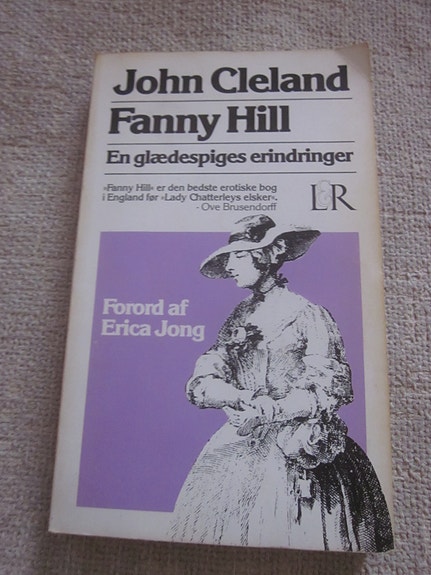 John Cleland
Fanny Hill
En glædespiges erindringer
»Fanny Hill« er den bedste erotiske bog
i England før »Lady Chatterleys elsker«.
- Ove Brusendorff
L&R
Forord af
Erica Jong